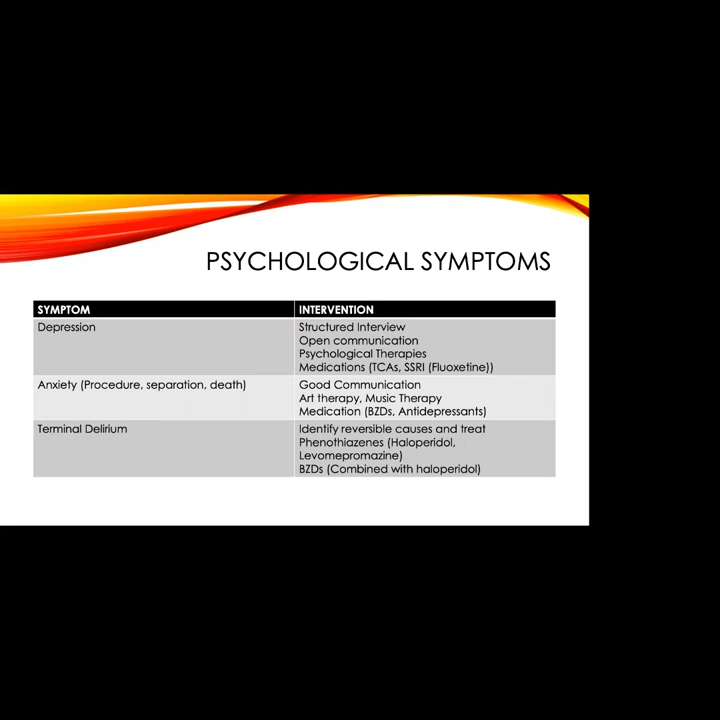 PSYCHOLOGICAL SYMPTOMS
SYMPTOM
INTERVENTION
Depression
Structured Interview
Open communication
Psychological Therapies
Medications (TCAs, SSRI (Fluoxetine))
Anxiety (Procedure, separation, death)
Good Communication
Art therapy, Music Therapy
Medication (BZDs, Antidepressants)
Terminal Delirium
Identify reversible causes and treat
Phenothiazenes (Haloperidol,
Levomepromazine)
BZDs (Combined with haloperidol)